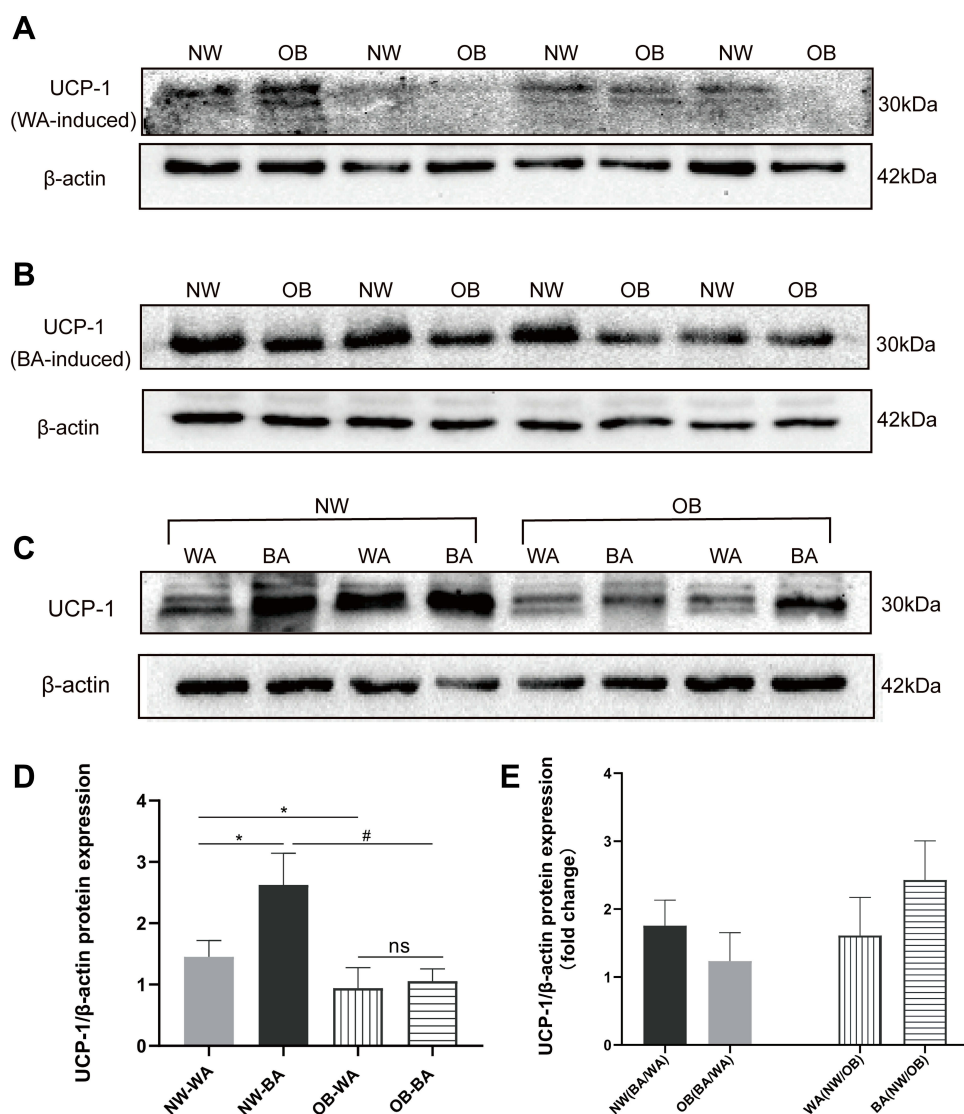 A
NW OB NW OB NW OB NW OB
UCP-1
(WA-induced)
30kDa
β-actin
42kDa
B
NW OB NW OB NW OB NW OB
UCP-1
(BA-induced)
30kDa
β-actin
42kDa
NW OB
C
WA BA WA BA WA BA WA BA
UCP-1
30kDa
β-actin
42kDa
D
UCP-1/β-actin protein expression
4
3
2
1
0
*
*
#
ns
NW-WA
NW-BA
OB-WA
OB-BA
E
UCP-1/β-actin protein expression
(fold change)
4
3
2
1
0
NW(BA/WA)
OB(BA/WA)
WA(NW/OB)
BA(NW/OB)